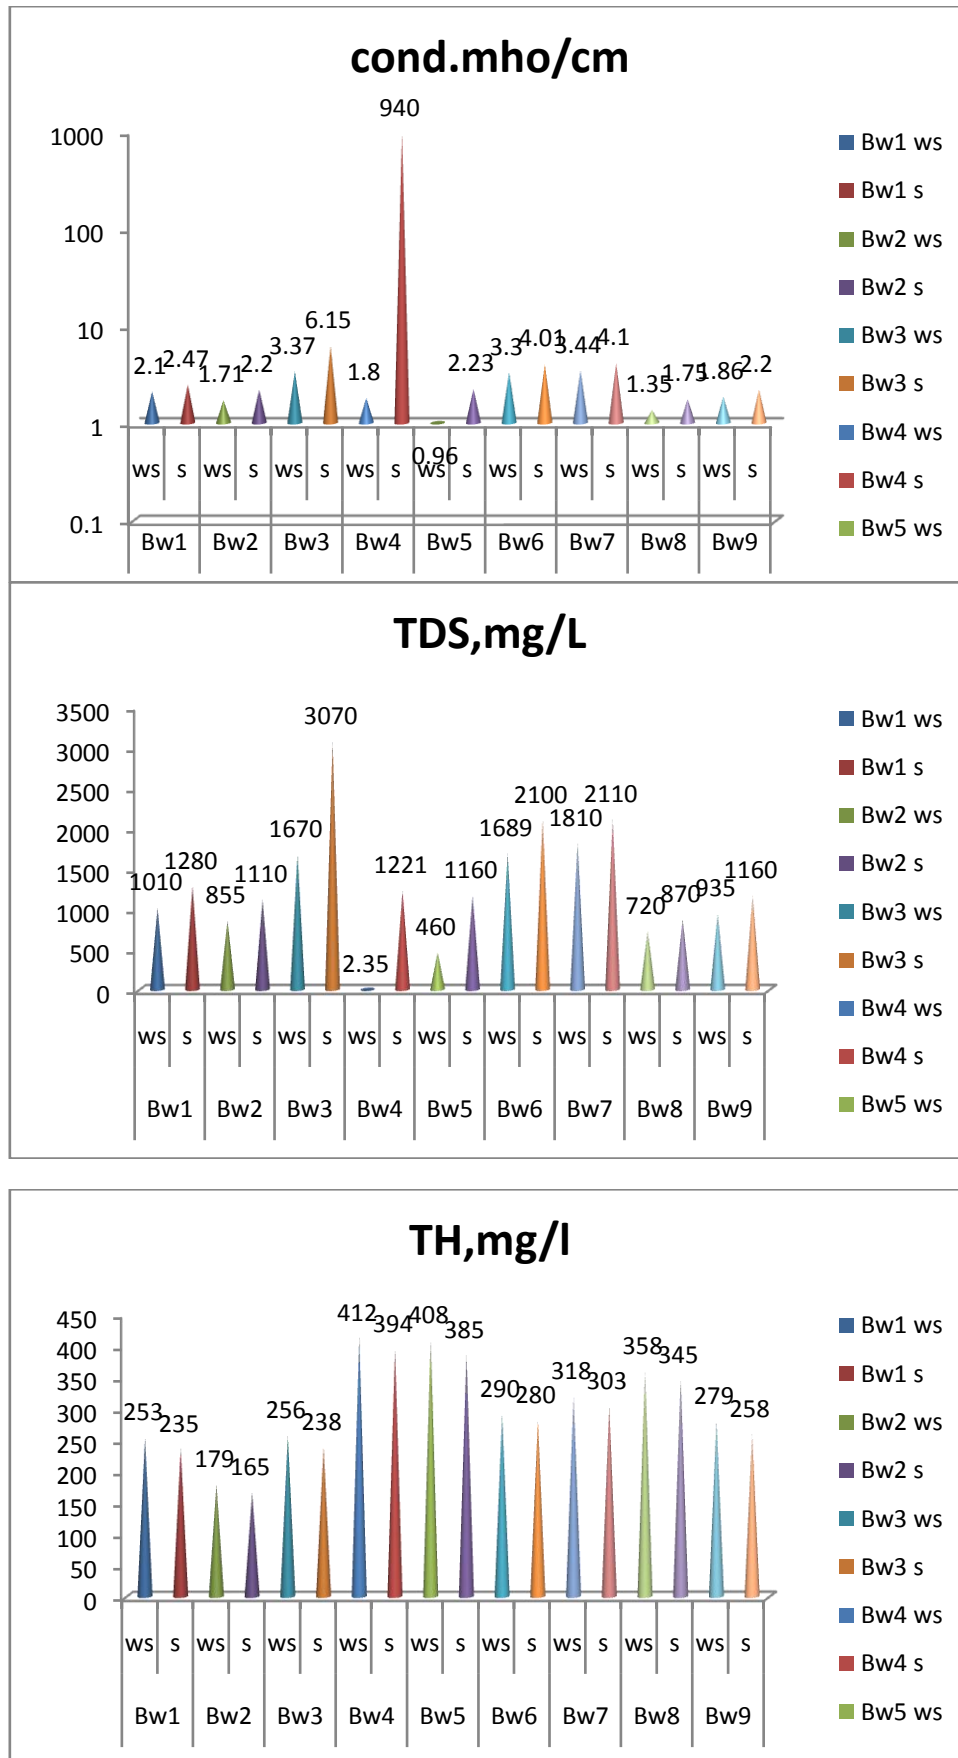 cond.mho/cm
940
1000
100
10
1
0.1
2.1 2.47 1.71 2.2 3.37 6.15 1.8 0.96 2.23 3.3 4.01 3.44 4.1 1.35 1.75 1.86 2.2
ws s ws s ws s ws s ws s ws s ws s ws s ws s
Bw1 Bw2 Bw3 Bw4 Bw5 Bw6 Bw7 Bw8 Bw9
Bw1 ws
Bw1 s
Bw2 ws
Bw2 s
Bw3 ws
Bw3 s
Bw4 ws
Bw4 s
Bw5 ws
TDS,mg/L
3500
3000
2500
2000
1500
1000
500
0
1010 1280 855 1110 1670 3070 2.35 1221 460 1160 1689 2100 1810 2110 720 870 935 1160
ws s ws s ws s ws s ws s ws s ws s ws s ws s
Bw1 Bw2 Bw3 Bw4 Bw5 Bw6 Bw7 Bw8 Bw9
Bw1 ws
Bw1 s
Bw2 ws
Bw2 s
Bw3 ws
Bw3 s
Bw4 ws
Bw4 s
Bw5 ws
TH,mg/l
450
400
350
300
250
200
150
100
50
0
253 235 179 165 256 238 412 394 408 385 290 280 318 303 358 345 279 258
ws s ws s ws s ws s ws s ws s ws s ws s ws s
Bw1 Bw2 Bw3 Bw4 Bw5 Bw6 Bw7 Bw8 Bw9
Bw1 ws
Bw1 s
Bw2 ws
Bw2 s
Bw3 ws
Bw3 s
Bw4 ws
Bw4 s
Bw5 ws